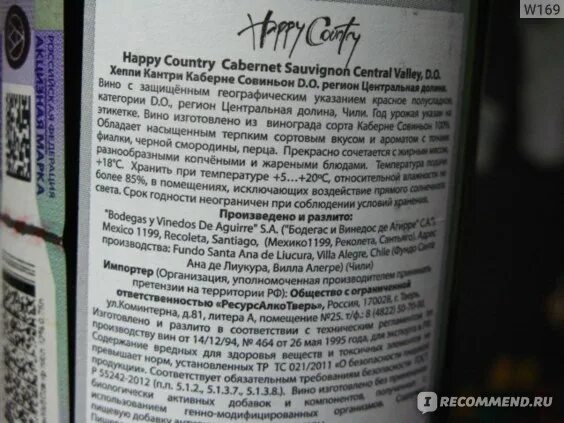 W169
Happy Country
Happy Country Cabernet Sauvignon Central Valley, D.O.
Хеппи Кантри Каберне Совиньон D.O. регион Центральная долина.
Вино с защищённым географическим указанием красное полусладкое,
категории D.O., регион Центральная долина, Чили. Год урожая указан на
этикетке. Вино изготовлено из винограда сорта Каберне Совиньон 100%.
Обладает насыщенным терпким сортовым вкусом и ароматом с тонами
фиалки, черной смородины, перца. Прекрасно сочетается с жирным мясом,
разнообразными копчёными и жареными блюдами. Температура подачи
+18°C. Хранить при температуре +5...+20°C, относительной влажности не
более 85%, в помещениях, исключающих воздействие прямого солнечного
света. Срок годности неограничен при соблюдении условий хранения.
Произведено и разлито:
"Bodegas y Vinedos De Aguirre" S.A. ("Бодегас и Винедос де Агирре" С.А."),
Mexico 1199, Recoleta, Santiago, (Мехико1199, Реколета, Сантьяго). Адрес
производства: Fundo Santa Ana de Liucura, Villa Alegre, Chile (Фундо Санта
Ана де Лиукура, Вилла Алегре) (Чили)
Импортер (Организация, уполномоченная производителем принимать
претензии на территории РФ): Общество с ограниченной
ответственностью «РесурсАлкоТверь», Россия, 170028, г. Тверь,
ул.Коминтерна, д.81, литера А, помещение №25. т/ф.: 8 (4822) 50-70-00.
Изготовлено и разлито в соответствии с техническим регламентом по
производству вин от 14/12/94, № 464 от 26 мая 1995 года, для экспорта.
Содержание вредных для здоровья веществ и токсичных элементов не
превышает норм, установленных ТР ТС 021/2011 «О безопасности пищевой
продукции». Соответствует обязательным требованиям безопасности ГОСТ
Р 55242-2012 (п.п. 5.1.2., 5.1.3.7., 5.1.3.8.). Вино изготовлено без применения
биологически активных добавок и компонентов, полученных с
использованием генно-модифицированных организмов.
пищевую добавку
РОССИЙСКАЯ ФЕДЕРАЦИЯ
АКЦИЗНАЯ МАРКА
IRECOMMEND.RU